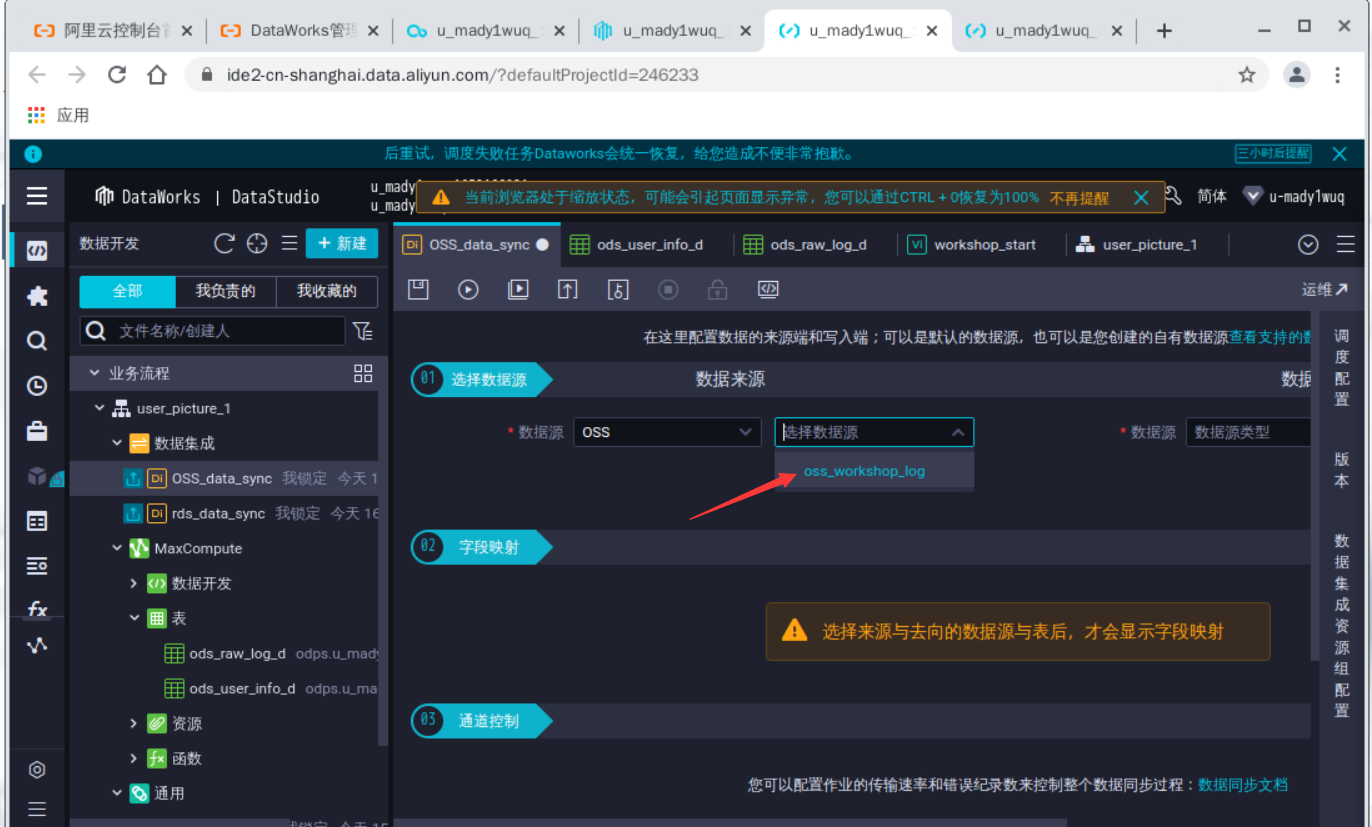 阿里云控制台首
DataWorks管理
u_mady1wuq_
u_mady1wuq_
u_mady1wuq_
u_mady1wuq_
ide2-cn-shanghai.data.aliyun.com/?defaultProjectId=246233
应用
后重试，调度失败任务Dataworks会统一恢复，给您造成不便非常抱歉。
三小时后提醒
DataWorks | DataStudio
u_mady
u_mady
当前浏览器处于缩放状态，可能会引起页面显示异常，您可以通过CTRL + 0恢复为100% 不再提醒
简体
u-mady1wuq
数据开发
+ 新建
Di OSS_data_sync
ods_user_info_d
ods_raw_log_d
VI workshop_start
user_picture_1
全部
我负责的
我收藏的
运维
文件名称/创建人
在这里配置数据的来源端和写入端；可以是默认的数据源，也可以是您创建的自有数据源查看支持的数
业务流程
01 选择数据源
数据来源
数据
user_picture_1
* 数据源 OSS
选择数据源
* 数据源 数据源类型
数据集成
oss_workshop_log
Di OSS_data_sync 我锁定 今天 1
Di rds_data_sync 我锁定 今天 16
MaxCompute
02 字段映射
数据开发
表
选择来源与去向的数据源与表后，才会显示字段映射
ods_raw_log_d odps.u_mady
ods_user_info_d odps.u_ma
资源
03 通道控制
fx 函数
您可以配置作业的传输速率和错误纪录数来控制整个数据同步过程：数据同步文档
通用
fx
调度配置
版本
数据集成资源组配置